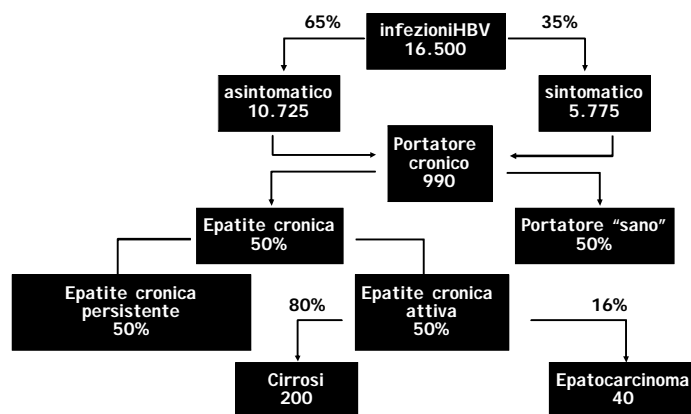 65%
infezioniHBV
16.500
35%
asintomatico
10.725
sintomatico
5.775
Portatore
cronico
990
Epatite cronica
50%
Portatore “sano”
50%
Epatite cronica
persistente
50%
Epatite cronica
attiva
50%
80%
16%
Cirrosi
200
Epatocarcinoma
40